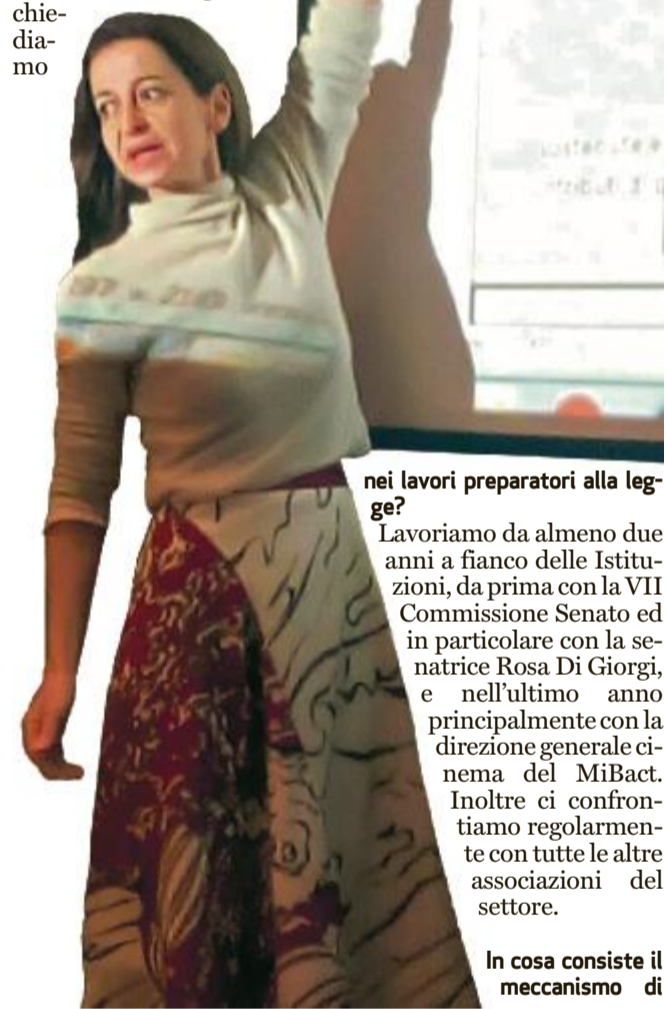 chie-
dia-
mo
nei lavori preparatori alla leg-
ge?
Lavoriamo da almeno due
anni a fianco delle Istitu-
zioni, da prima con la VII
Commissione Senato ed
in particolare con la se-
natrice Rosa Di Giorgi,
e nell'ultimo anno
principalmente con la
direzione generale ci-
nema del MiBact.
Inoltre ci confron-
tiamo regolarmen-
te con tutte le altre
associazioni del
settore.
In cosa consiste il
meccanismo di